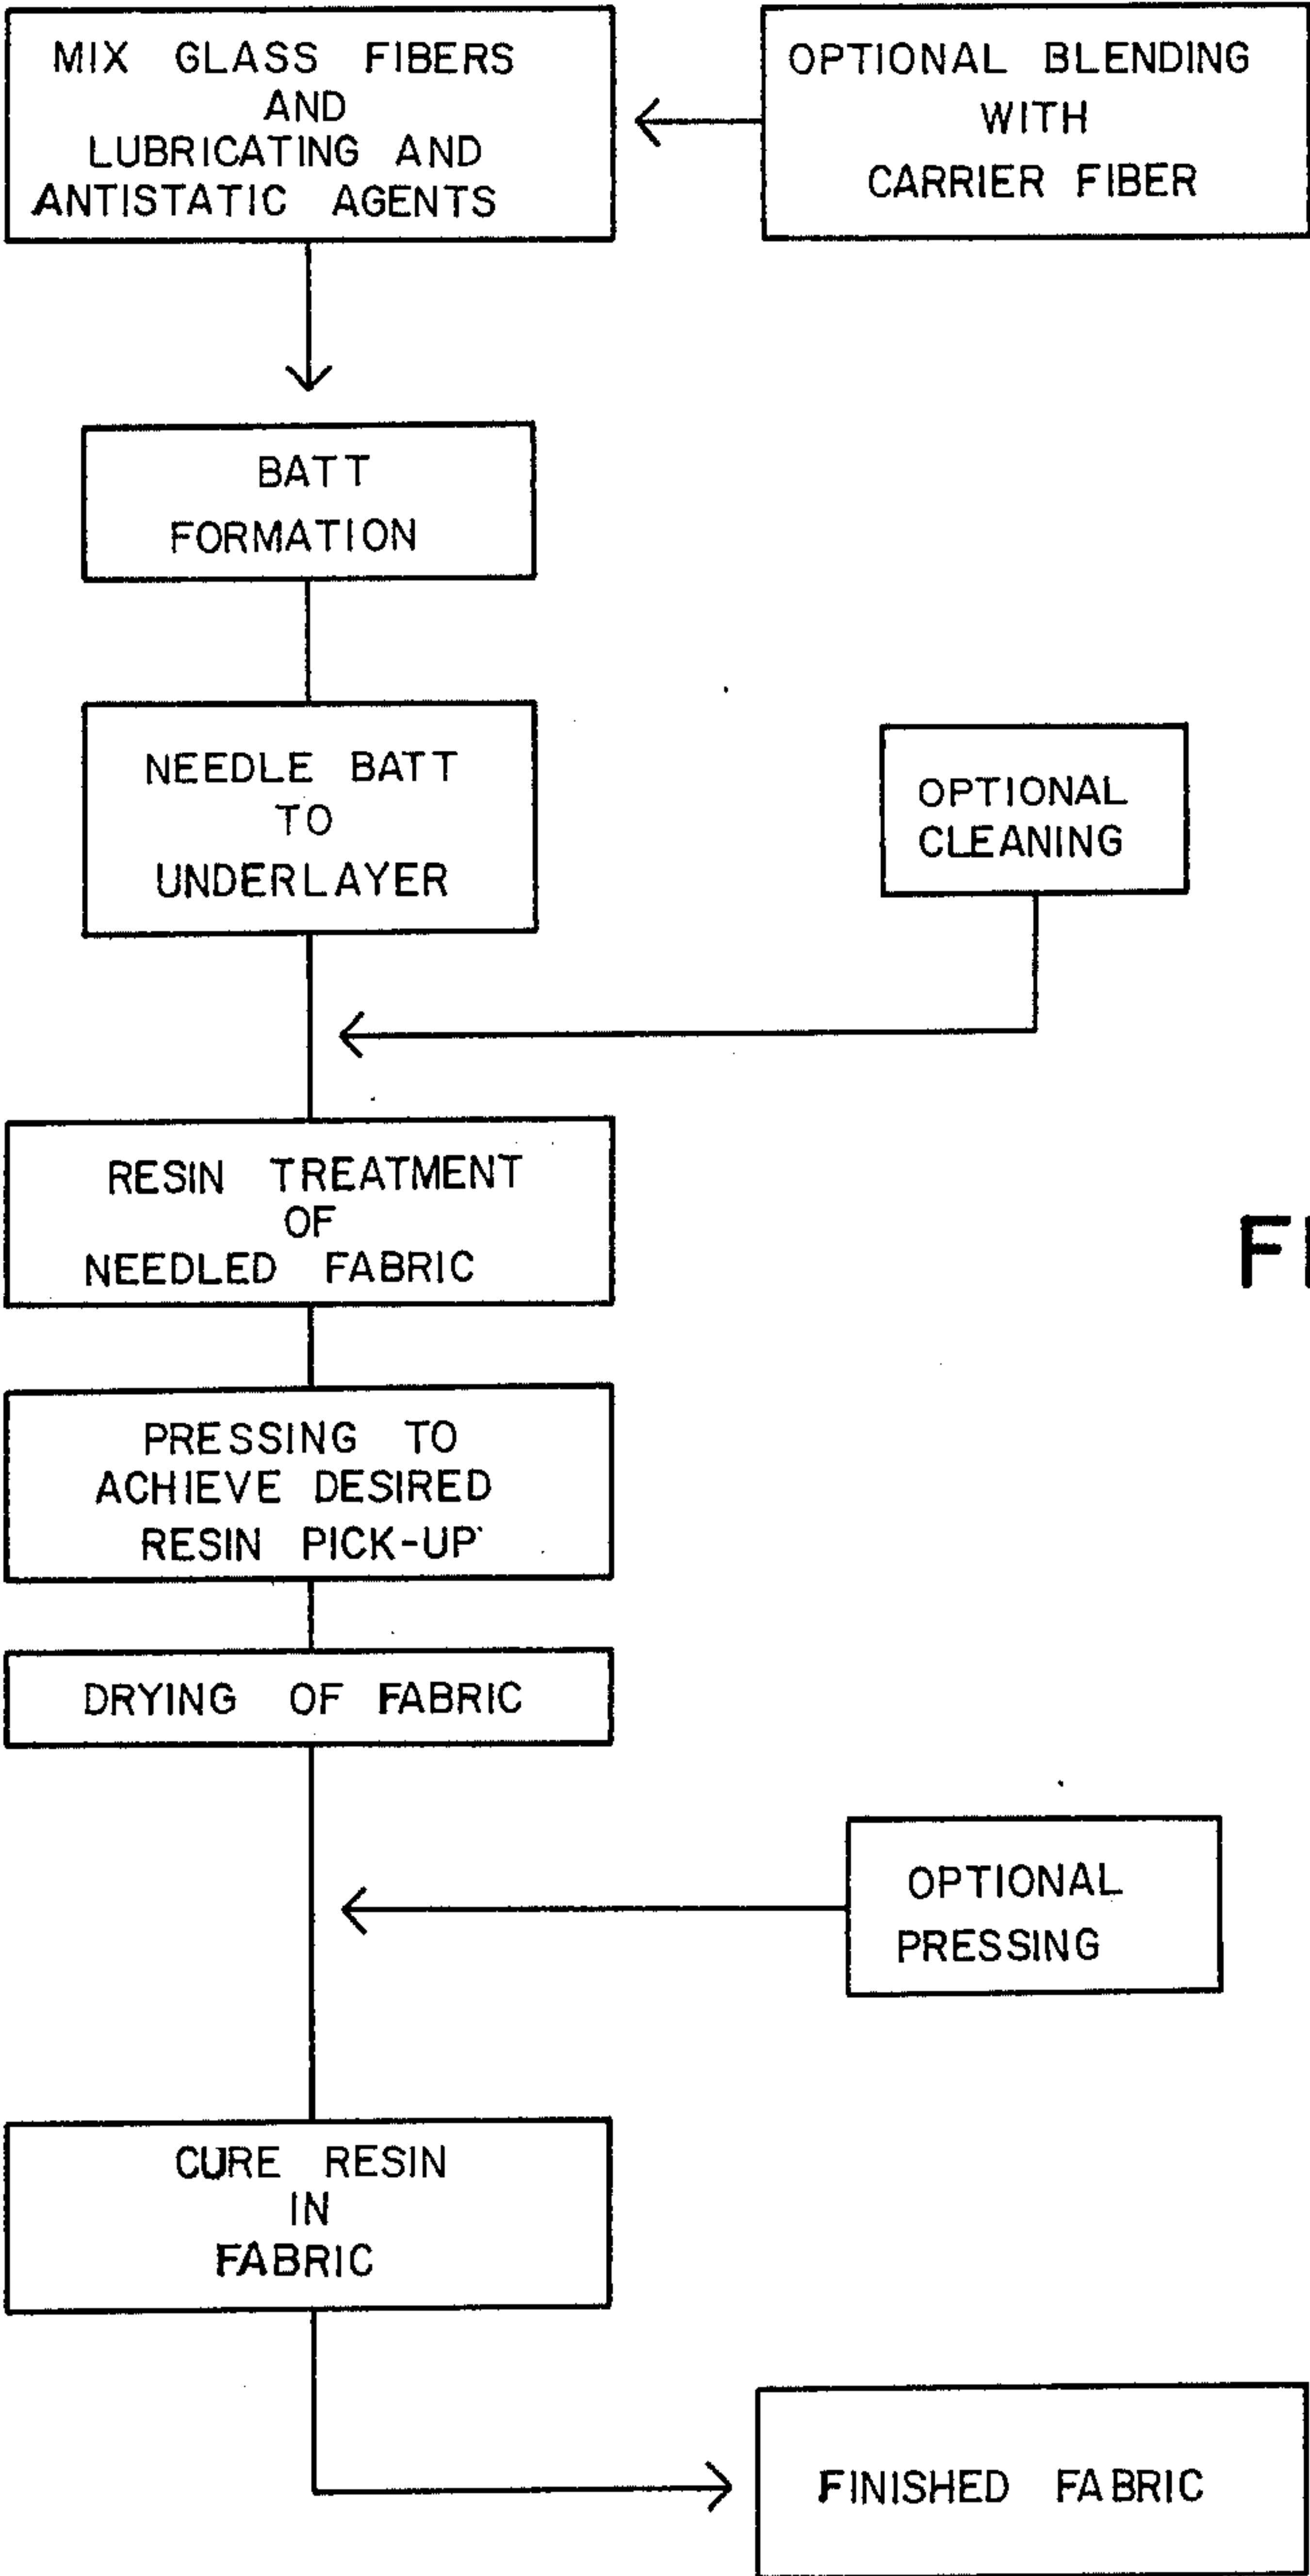 MIX GLASS FIBERS
AND
LUBRICATING AND
ANTISTATIC AGENTS
OPTIONAL BLENDING
WITH
CARRIER FIBER
BATT
FORMATION
NEEDLE BATT
TO
UNDERLAYER
OPTIONAL
CLEANING
RESIN TREATMENT
OF
NEEDLED FABRIC
PRESSING TO
ACHIEVE DESIRED
RESIN PICK-UP
DRYING OF FABRIC
OPTIONAL
PRESSING
CURE RESIN
IN
FABRIC
FINISHED FABRIC